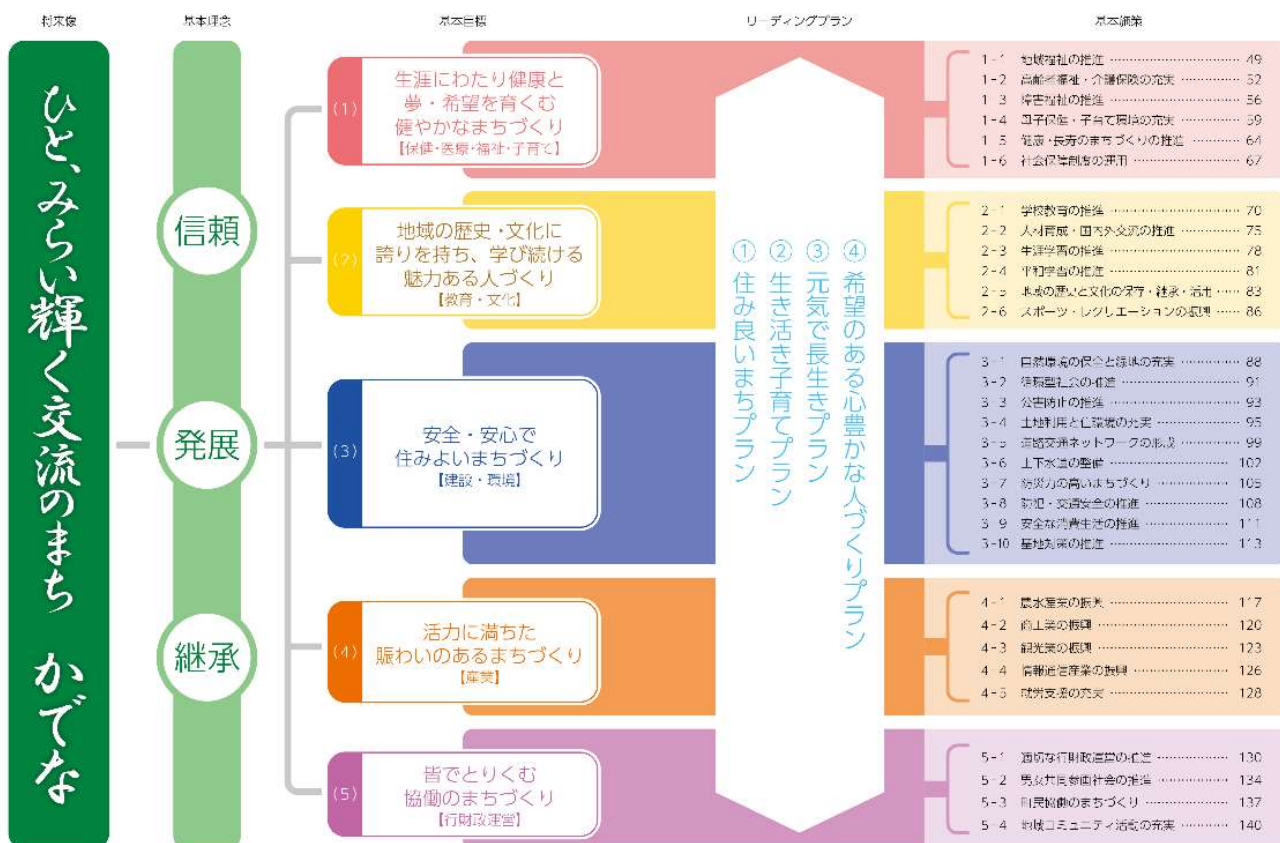 将来像
基本理念
基本目標
リーディングプラン
基本施策
ひと、みらい輝く交流のまち　かでな
信頼
発展
継承
(1)
生涯にわたり健康と
夢・希望を育くむ
健やかなまちづくり
【保健・医療・福祉・子育て】
(2)
地域の歴史・文化に
誇りを持ち、学び続ける
魅力ある人づくり
【教育・文化】
(3)
安全・安心で
住みよいまちづくり
【建設・環境】
(4)
活力に満ちた
賑わいのあるまちづくり
【産業】
(5)
皆でとりくむ
協働のまちづくり
【行財政運営】
④希望のある心豊かな人づくりプラン
③元気で長生きプラン
②生き活き子育てプラン
①住み良いまちプラン
1-1 地域福祉の推進 ………… 49
1-2 高齢者福祉・介護保険の充実 ………… 52
1-3 障害福祉の推進 ………… 56
1-4 母子保健・子育て環境の充実 ………… 59
1-5 健康・長寿のまちづくりの推進 ………… 64
1-6 社会保障制度の運用 ………… 67
2-1 学校教育の推進 ………… 70
2-2 人材育成・国内外交流の推進 ………… 75
2-3 生涯学習の推進 ………… 78
2-4 平和学習の推進 ………… 81
2-5 地域の歴史と文化の保存・継承・活用 …… 83
2-6 スポーツ・レクリエーションの振興 …… 86
3-1 自然環境の保全と緑地の充実 ………… 88
3-2 循環型社会の推進 ………… 91
3-3 公害防止の推進 ………… 93
3-4 土地利用と住環境の充実 ………… 95
3-5 道路交通ネットワークの形成 ………… 99
3-6 上下水道の整備 ………… 102
3-7 防災力の高いまちづくり ………… 105
3-8 防犯・交通安全の推進 ………… 108
3-9 安全な消費生活の推進 ………… 111
3-10 基地対策の推進 ………… 113
4-1 農水産業の振興 ………… 117
4-2 商工業の振興 ………… 120
4-3 観光業の振興 ………… 123
4-4 情報通信産業の振興 ………… 126
4-5 就労支援の充実 ………… 128
5-1 適切な行財政運営の推進 ………… 130
5-2 男女共同参画社会の推進 ………… 134
5-3 町民協働のまちづくり ………… 137
5-4 地域コミュニティ活動の充実 ………… 140